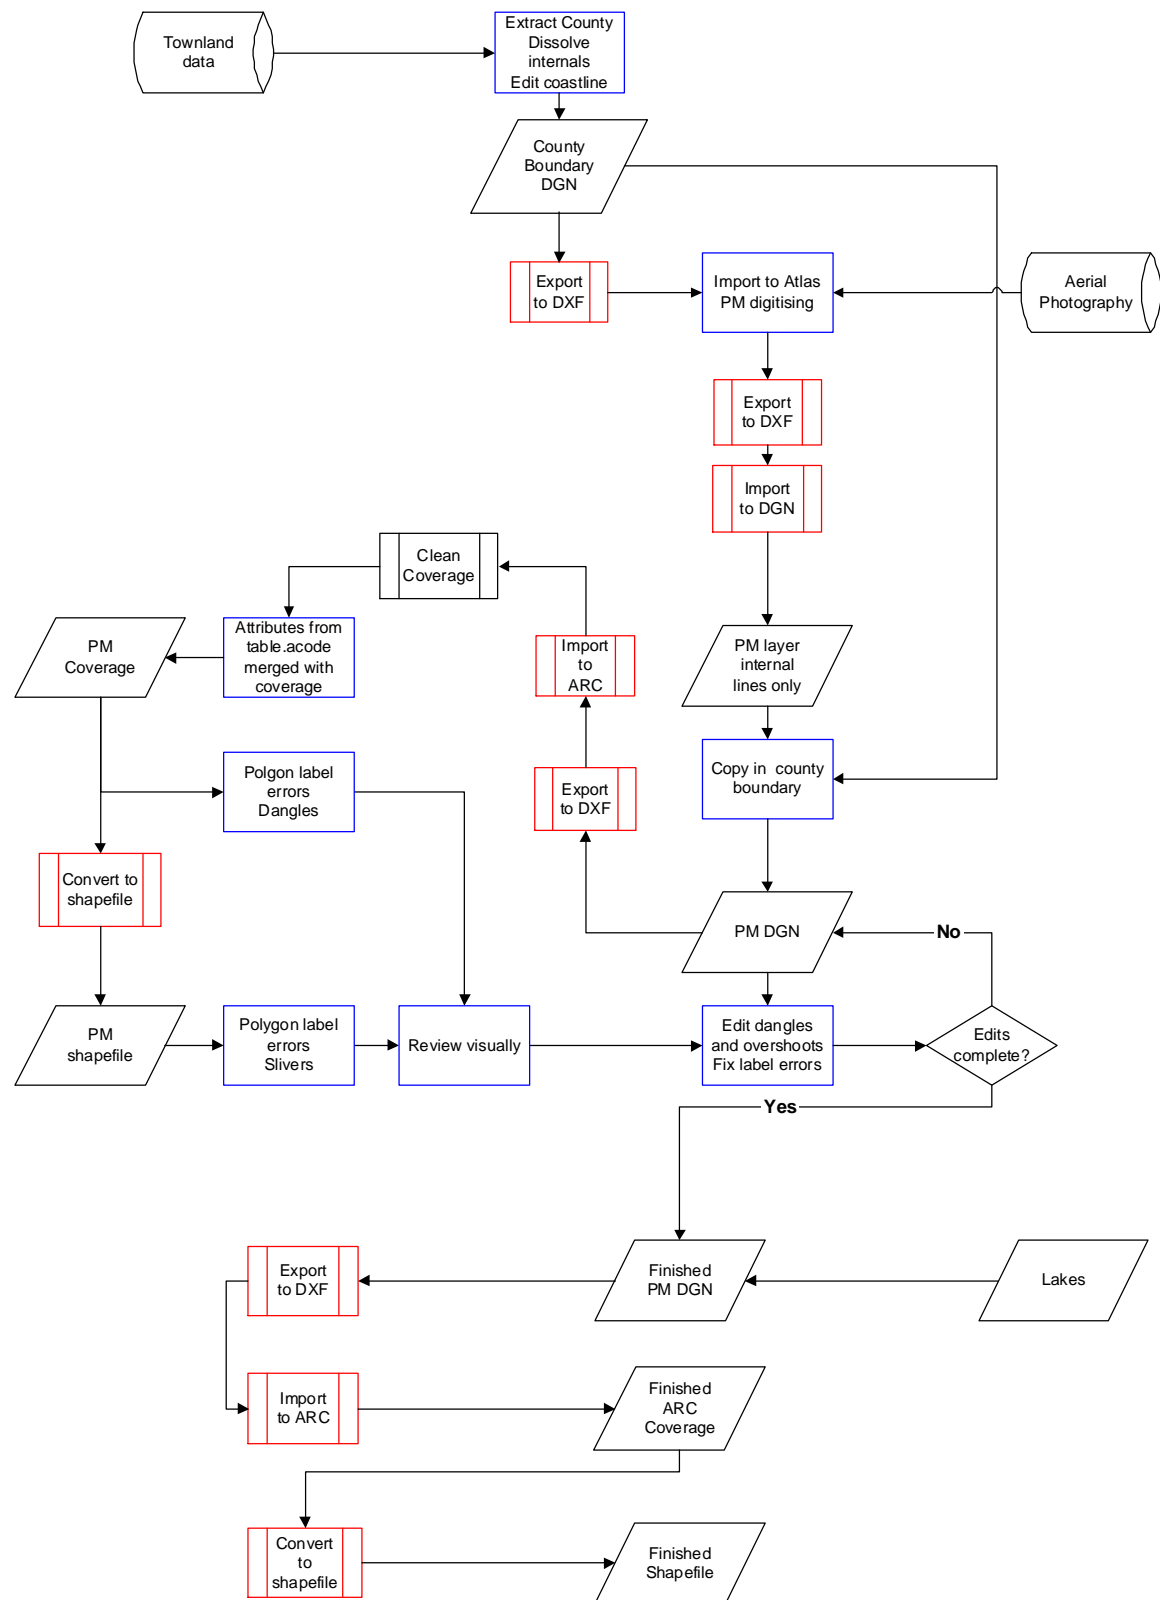 Townland
data
Extract County
Dissolve
internals
Edit coastline
County
Boundary
DGN
Export
to DXF
Import to Atlas
PM digitising
Aerial
Photography
Export
to DXF
Import
to DGN
Clean
Coverage
PM
Coverage
Attributes from
table.acode
merged with
coverage
Import
to
ARC
PM layer
internal
lines only
Polgon label
errors
Dangles
Export
to DXF
Copy in county
boundary
Convert to
shapefile
PM DGN
No
PM
shapefile
Polygon label
errors
Slivers
Review visually
Edit dangles
and overshoots
Fix label errors
Edits
complete?
Yes
Export
to DXF
Finished
PM DGN
Lakes
Import
to ARC
Finished
ARC
Coverage
Convert
to
shapefile
Finished
Shapefile